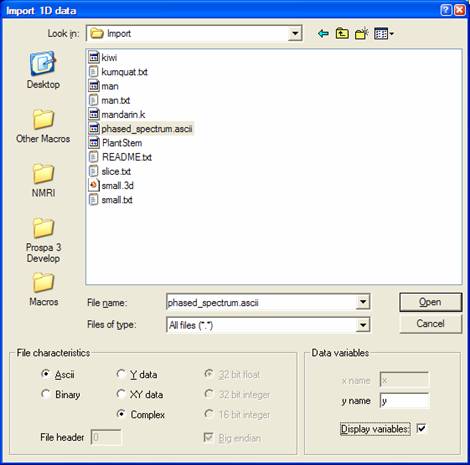 Import 1D data
Look in: Import
Desktop
Other Macros
NMRI
Prospa 3
Develop
Macros
kiwi
kumquat.txt
man
man.txt
mandarin.k
phased_spectrum.ascii
PlantStem
README.txt
slice.txt
small.3d
small.txt
File name: phased_spectrum.ascii Open
Files of type: All files (*.*) Cancel
File characteristics
Ascii Y data 32 bit float
Binary XY data 32 bit integer
Complex 16 bit integer
File header 0 Big endian
Data variables
x name x
y name y
Display variables: